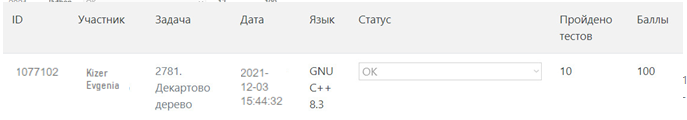 ID Участник Задача Дата Язык Статус Пройдено тестов Баллы
1077102 Kizer Evgenia 2781. Декартово дерево 2021-12-03 15:44:32 GNU C++ 8.3 OK 10 100